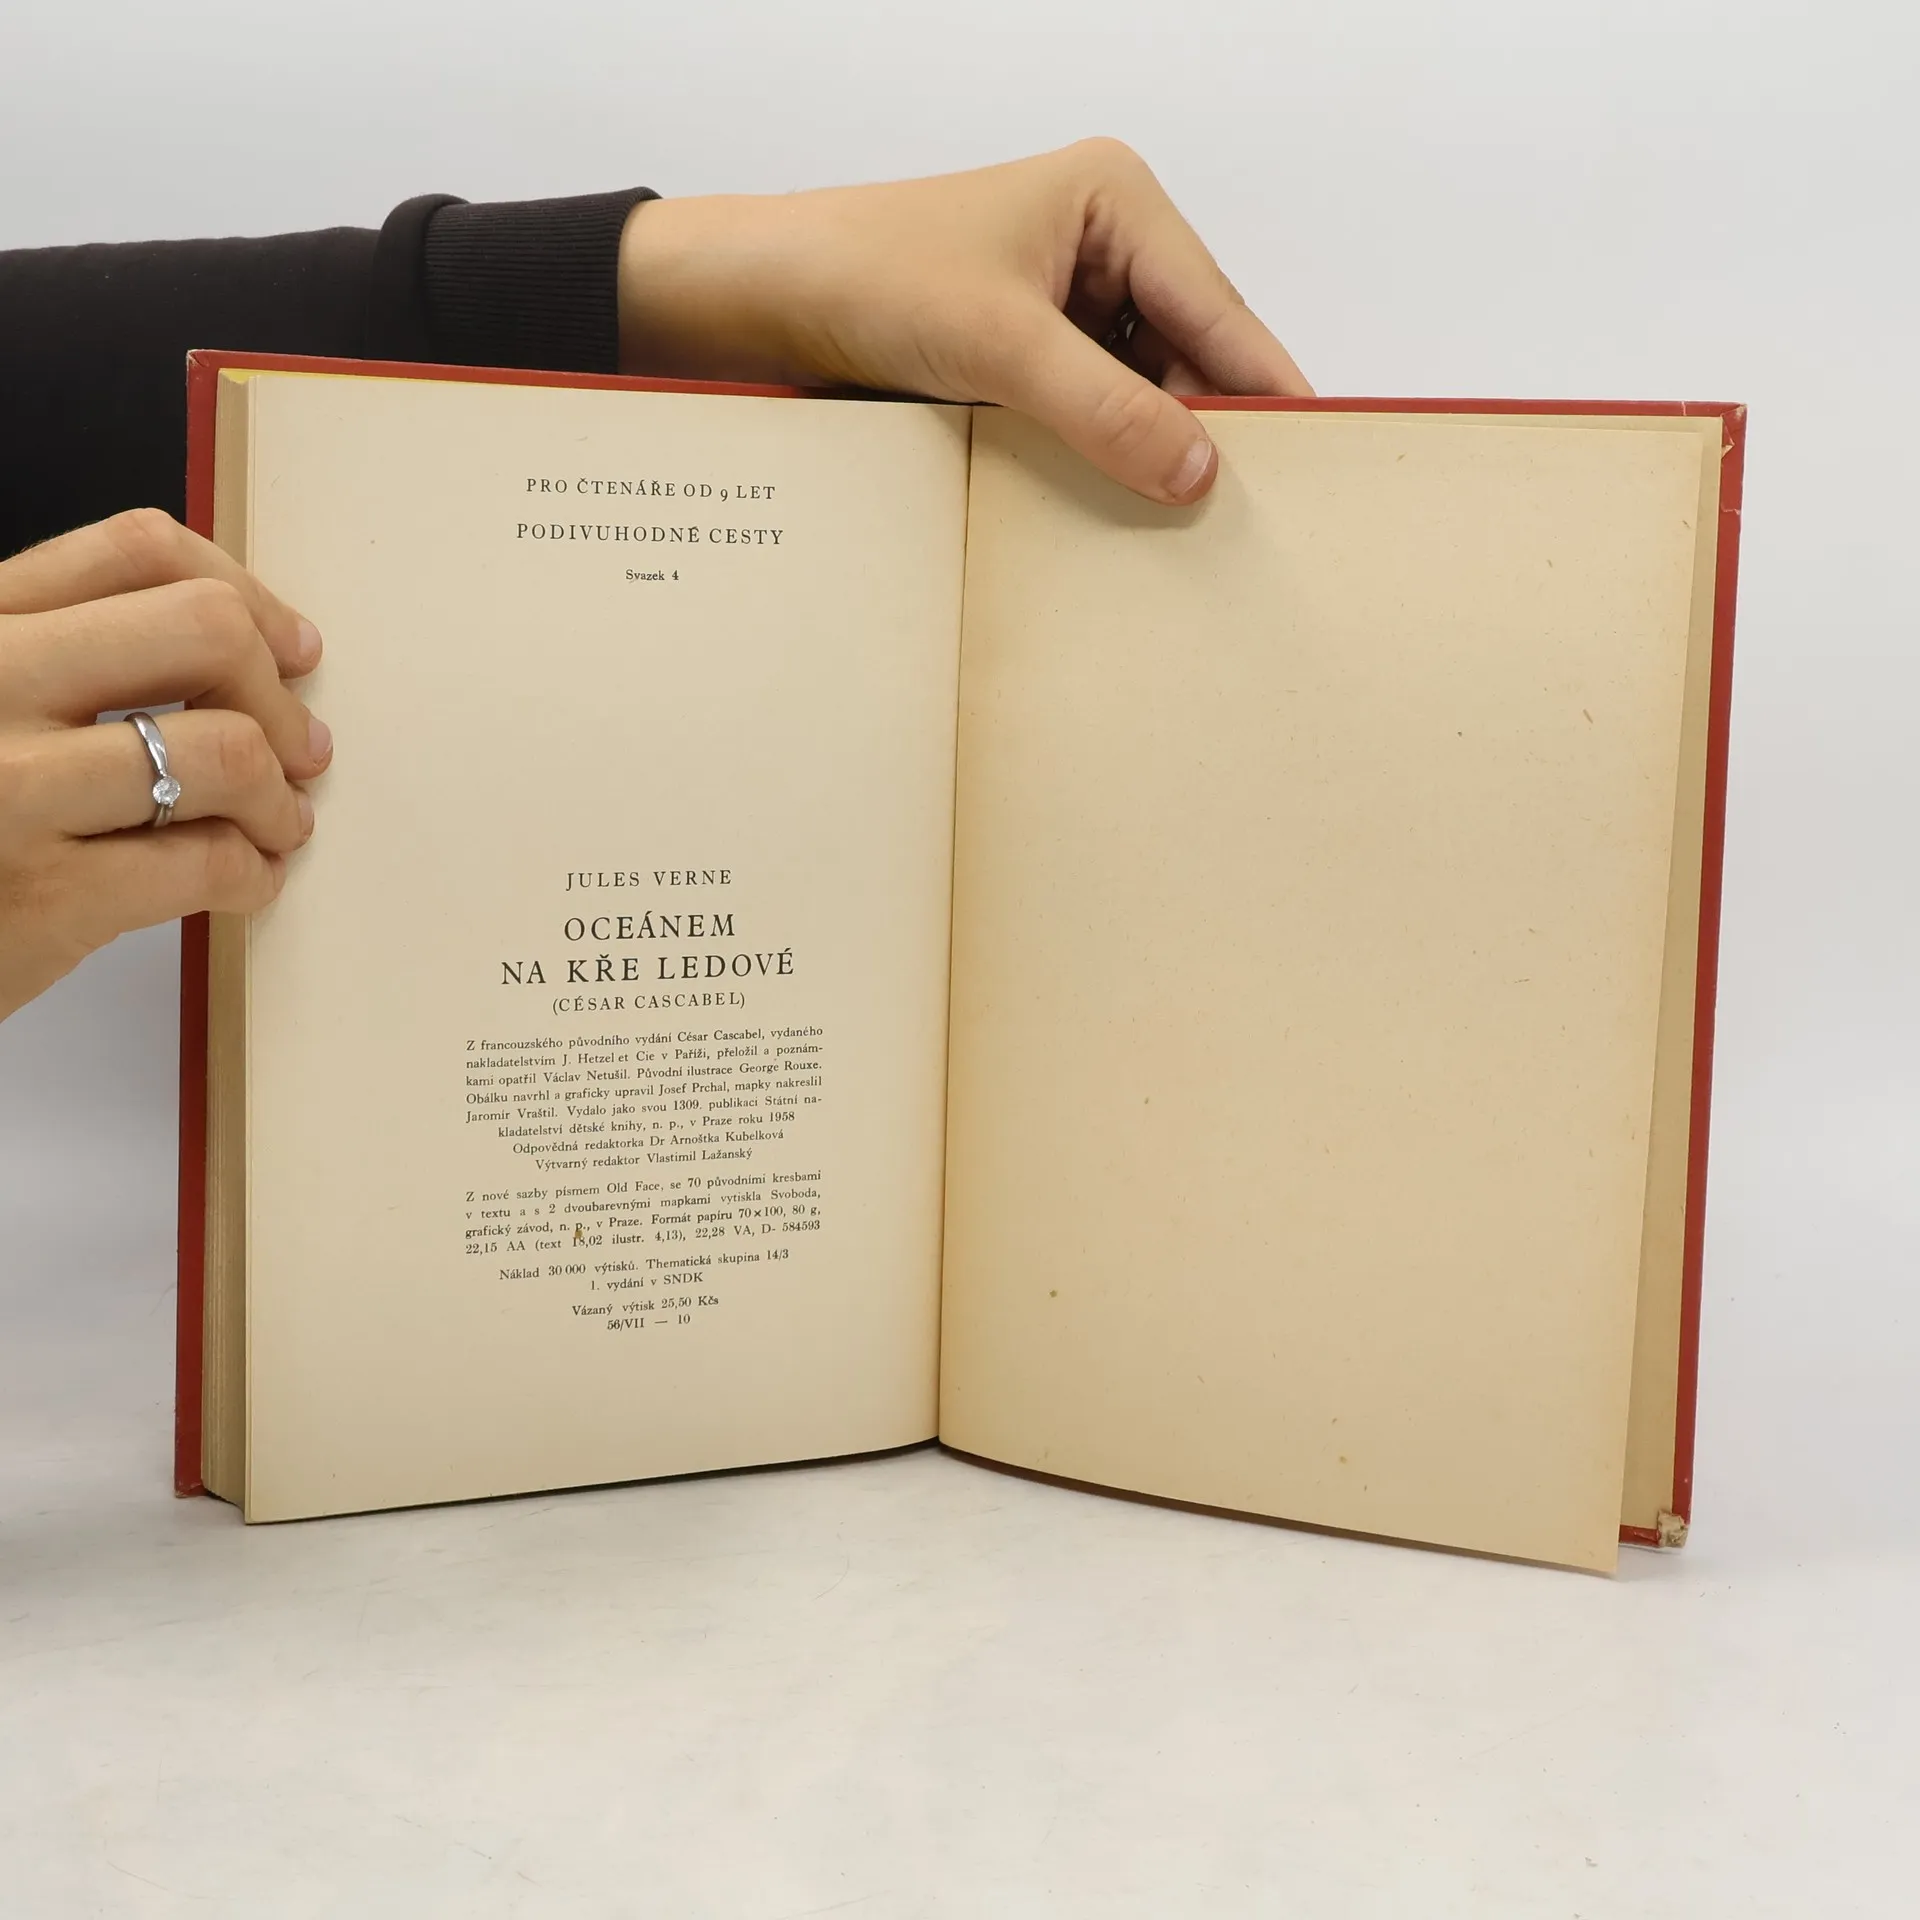 PRO ČTENÁŘE OD 9 LET
PODIVUHODNÉ CESTY
Svazek 4
JULES VERNE
OCEÁNEM
NA KŘE LEDOVÉ
(CÉSAR CASCABEL)
Z francouzského původního vydání César Cascabel, vydaného
nakladatelstvím J. Hetzel et Cie v Paříži, přeložil a poznám-
kami opatřil Václav Netušil. Původní ilustrace George Rouxe.
Obálku navrhl a graficky upravil Josef Prchal, mapky nakreslil
Jaromír Vraštil. Vydalo jako svou 1309. publikaci Státní na-
kladatelství dětské knihy, n. p., v Praze roku 1958
Odpovědná redaktorka Dr Arnoštka Kubelková
Výtvarný redaktor Vlastimil Lažanský
Z nové sazby písmem Old Face, se 70 původními kresbami
v textu a s 2 dvoubarevnými mapkami vytiskla Svoboda,
grafický závod, n. p., v Praze. Formát papíru 70×100, 80 g,
22,15 AA (text 18,02 ilustr. 4,13), 22,28 VA, D- 584593
Náklad 30 000 výtisků. Thematická skupina 14/3
1. vydání v SNDK
Vázaný výtisk 25,50 Kčs
56/VII — 10